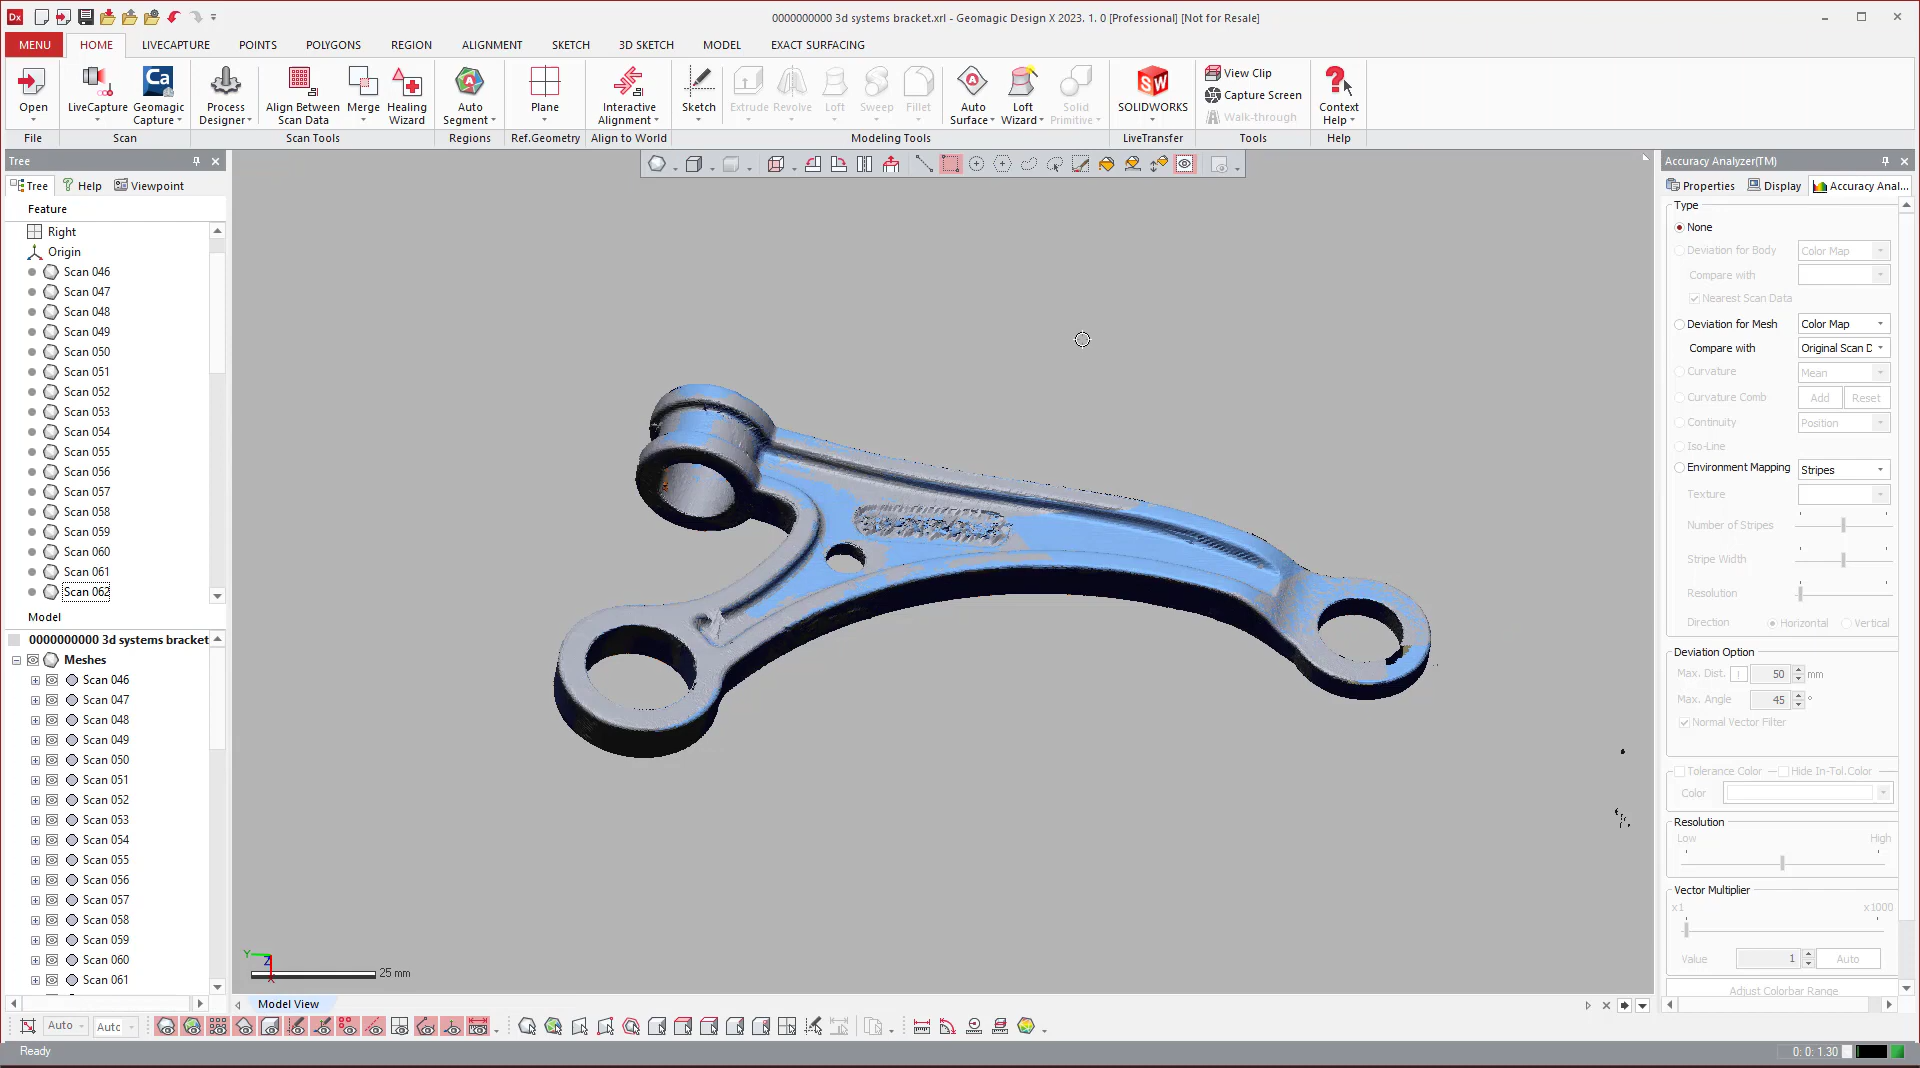 Dx
0000000000 3d systems bracket.xrl - Geomagic Design X 2023. 1. 0 [Professional] [Not for Resale]
MENU HOME LIVECAPTURE POINTS POLYGONS REGION ALIGNMENT SKETCH 3D SKETCH MODEL EXACT SURFACING
Open
LiveCapture
Ca
Geomagic Capture
Process Designer
Align Between Scan Data
Merge
Healing Wizard
Auto Segment
Plane
Interactive Alignment
Sketch
Extrude
Revolve
Loft
Sweep
Fillet
Auto Surface
Loft Wizard
Solid Primitive
SW
SOLIDWORKS
View Clip
Capture Screen
Walk-through
Context Help
File Scan Scan Tools Regions Ref.Geometry Align to World Modeling Tools LiveTransfer Tools Help
Tree
Tree Help Viewpoint
Feature
Right
Origin
Scan 046
Scan 047
Scan 048
Scan 049
Scan 050
Scan 051
Scan 052
Scan 053
Scan 054
Scan 055
Scan 056
Scan 057
Scan 058
Scan 059
Scan 060
Scan 061
Scan 062
Model
0000000000 3d systems bracket
Meshes
Scan 046
Scan 047
Scan 048
Scan 049
Scan 050
Scan 051
Scan 052
Scan 053
Scan 054
Scan 055
Scan 056
Scan 057
Scan 058
Scan 059
Scan 060
Scan 061
Y Z X
25 mm
Model View
Auto Auto
Ready
Accuracy Analyzer(TM)
Properties Display Accuracy Anal...
Type
None
Deviation for Body Color Map
Compare with
Nearest Scan Data
Deviation for Mesh Color Map
Compare with Original Scan D
Curvature Mean
Curvature Comb Add Reset
Continuity Position
Iso-Line
Environment Mapping Stripes
Texture
Number of Stripes
Stripe Width
Resolution
Direction Horizontal Vertical
Deviation Option
Max. Dist. 50 mm
Max. Angle 45 °
Normal Vector Filter
Tolerance Color Hide In-Tol.Color
Color
Resolution
Low High
Vector Multiplier
x1 x1000
Value 1 Auto
Adjust Colorbar Range
0: 0: 1.30